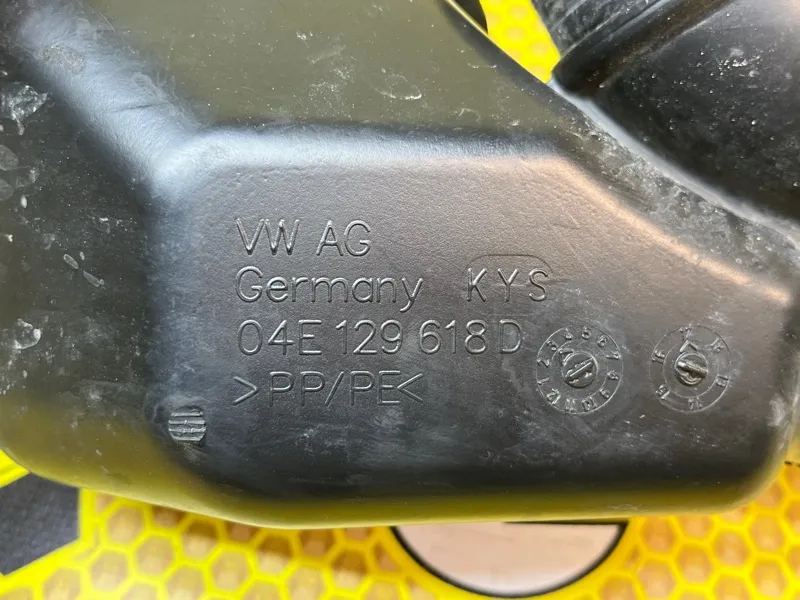 VW AG
Germany KYS
04E 129 618 D
>PP/PE<